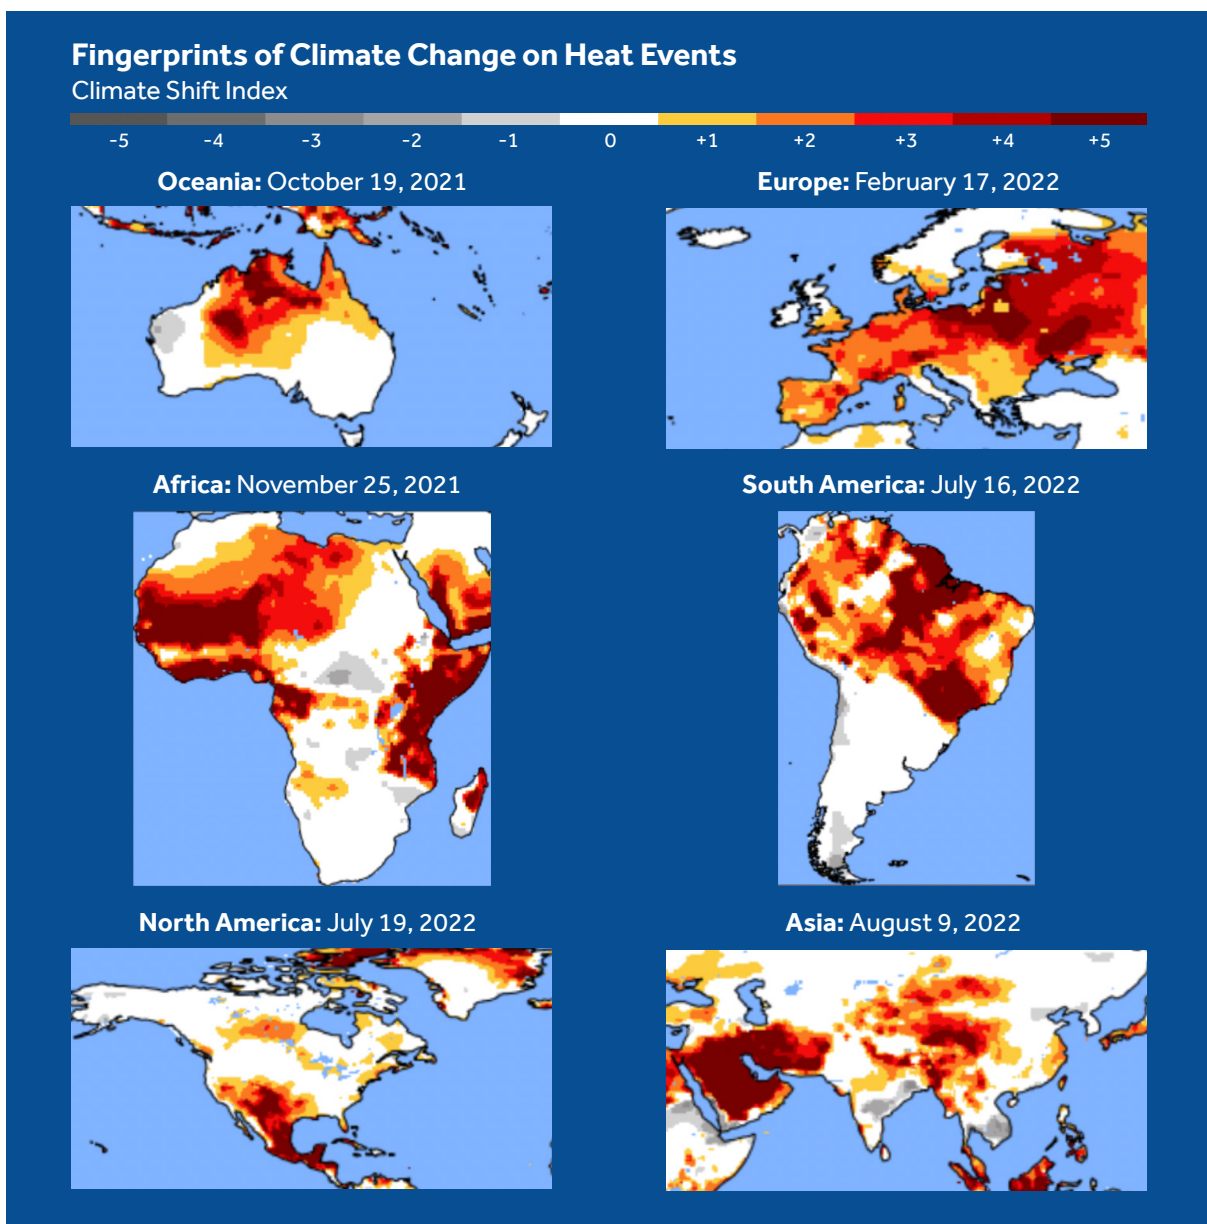 Fingerprints of Climate Change on Heat Events
Climate Shift Index
-5 -4 -3 -2 -1 0 +1 +2 +3 +4 +5
Oceania: October 19, 2021
Europe: February 17, 2022
Africa: November 25, 2021
South America: July 16, 2022
North America: July 19, 2022
Asia: August 9, 2022